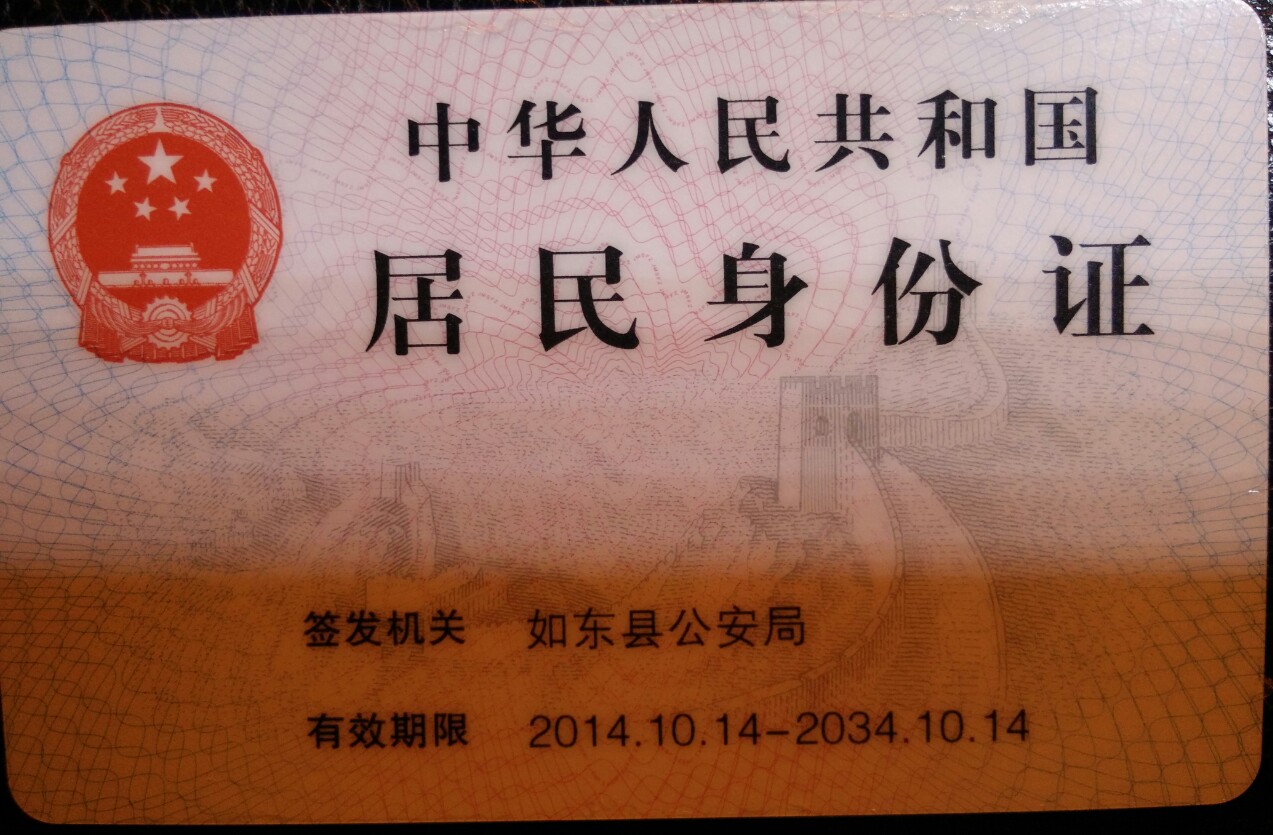 中华人民共和国
居民身份证
签发机关 如东县公安局
有效期限 2014.10.14-2034.10.14